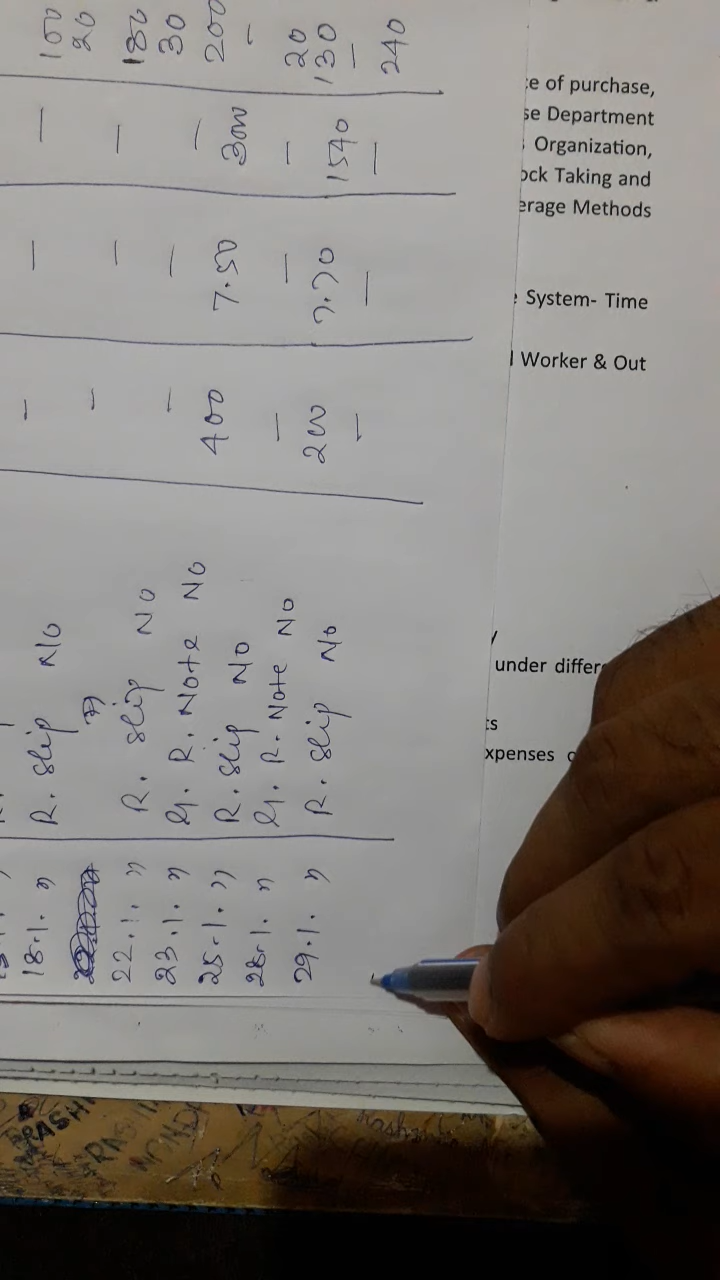 18.1. " R. Slip No — — — 100
" 20
22.1. " R. Slip No — — — 180
23.1. " G. R. Note No — — — 30
25.1. " R. Slip No 400 7.50 3000 200
—
28.1. " G. R. Note No — — — 20
29.1. " R. Slip No 200 7.70 1540 130
— — — —
240
e of purchase,
se Department
Organization,
ock Taking and
erage Methods
System- Time
Worker & Out
under differ
ts
xpenses